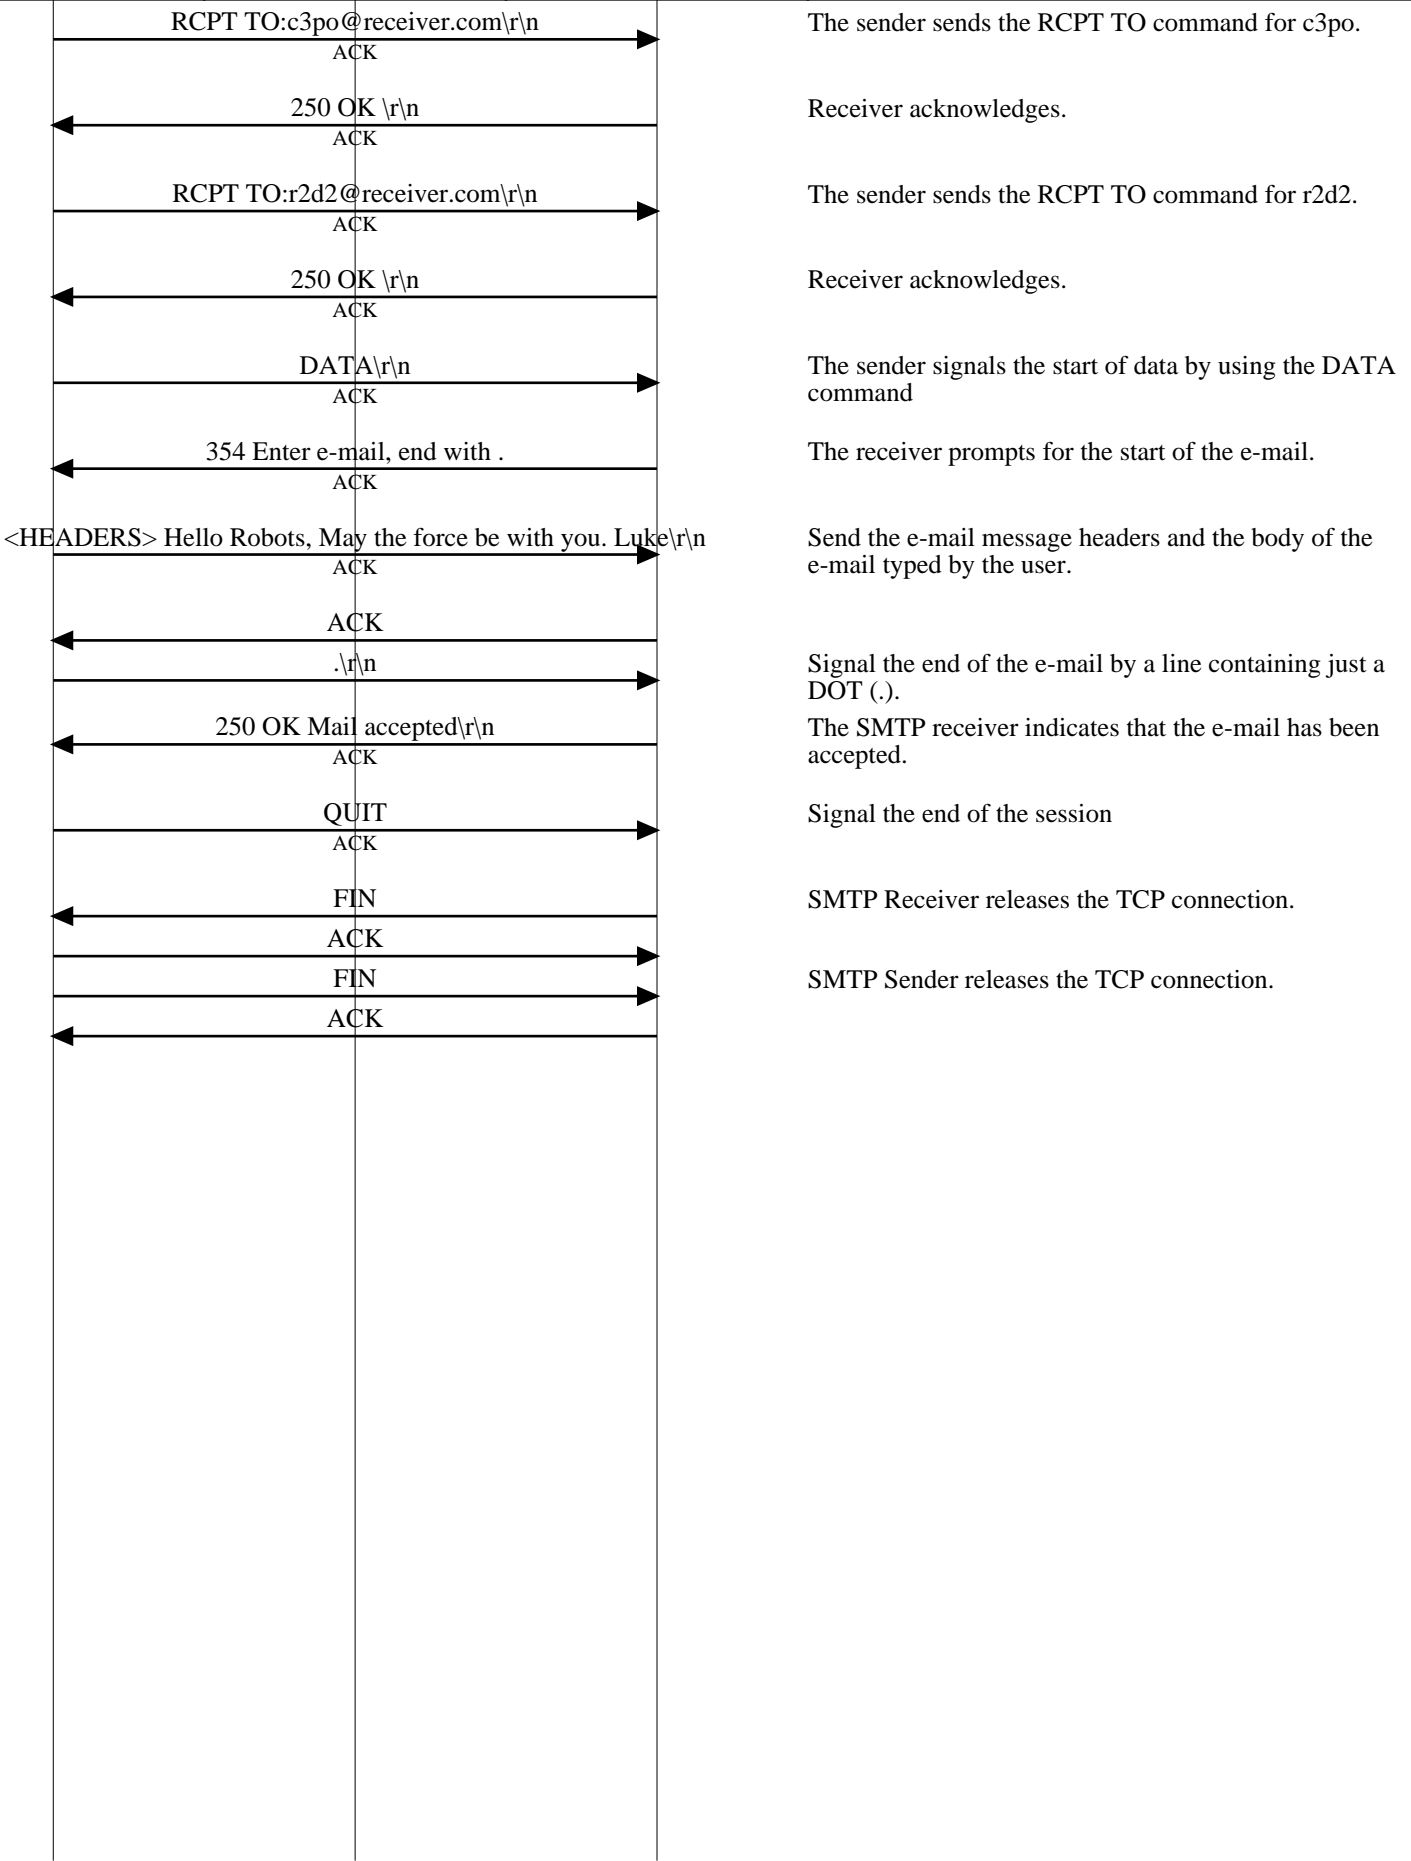 RCPT TO:c3po@receiver.com\r\n
The sender sends the RCPT TO command for c3po.
ACK
250 OK \r\n
Receiver acknowledges.
ACK
RCPT TO:r2d2@receiver.com\r\n
The sender sends the RCPT TO command for r2d2.
ACK
250 OK \r\n
Receiver acknowledges.
ACK
DATA\r\n
The sender signals the start of data by using the DATA
command
ACK
354 Enter e-mail, end with .
The receiver prompts for the start of the e-mail.
ACK
<HEADERS> Hello Robots, May the force be with you. Luke\r\n
Send the e-mail message headers and the body of the
e-mail typed by the user.
ACK
ACK
.\r\n
Signal the end of the e-mail by a line containing just a
DOT (.).
250 OK Mail accepted\r\n
The SMTP receiver indicates that the e-mail has been
accepted.
ACK
QUIT
Signal the end of the session
ACK
FIN
SMTP Receiver releases the TCP connection.
ACK
FIN
SMTP Sender releases the TCP connection.
ACK